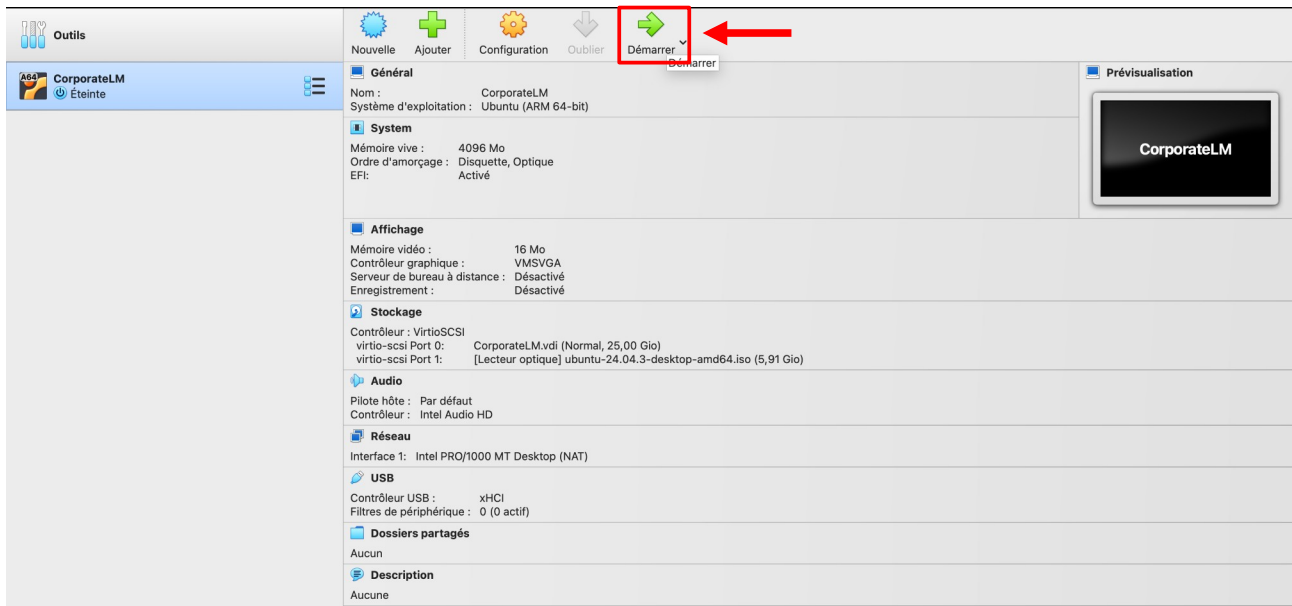 Outils
Nouvelle Ajouter Configuration Oublier Démarrer
Démarrer
A64 CorporateLM
Éteinte
Général
Nom : CorporateLM
Système d'exploitation : Ubuntu (ARM 64-bit)
Prévisualisation
CorporateLM
System
Mémoire vive : 4096 Mo
Ordre d'amorçage : Disquette, Optique
EFI: Activé
Affichage
Mémoire vidéo : 16 Mo
Contrôleur graphique : VMSVGA
Serveur de bureau à distance : Désactivé
Enregistrement : Désactivé
Stockage
Contrôleur : VirtioSCSI
virtio-scsi Port 0: CorporateLM.vdi (Normal, 25,00 Gio)
virtio-scsi Port 1: [Lecteur optique] ubuntu-24.04.3-desktop-amd64.iso (5,91 Gio)
Audio
Pilote hôte : Par défaut
Contrôleur : Intel Audio HD
Réseau
Interface 1: Intel PRO/1000 MT Desktop (NAT)
USB
Contrôleur USB : xHCI
Filtres de périphérique : 0 (0 actif)
Dossiers partagés
Aucun
Description
Aucune